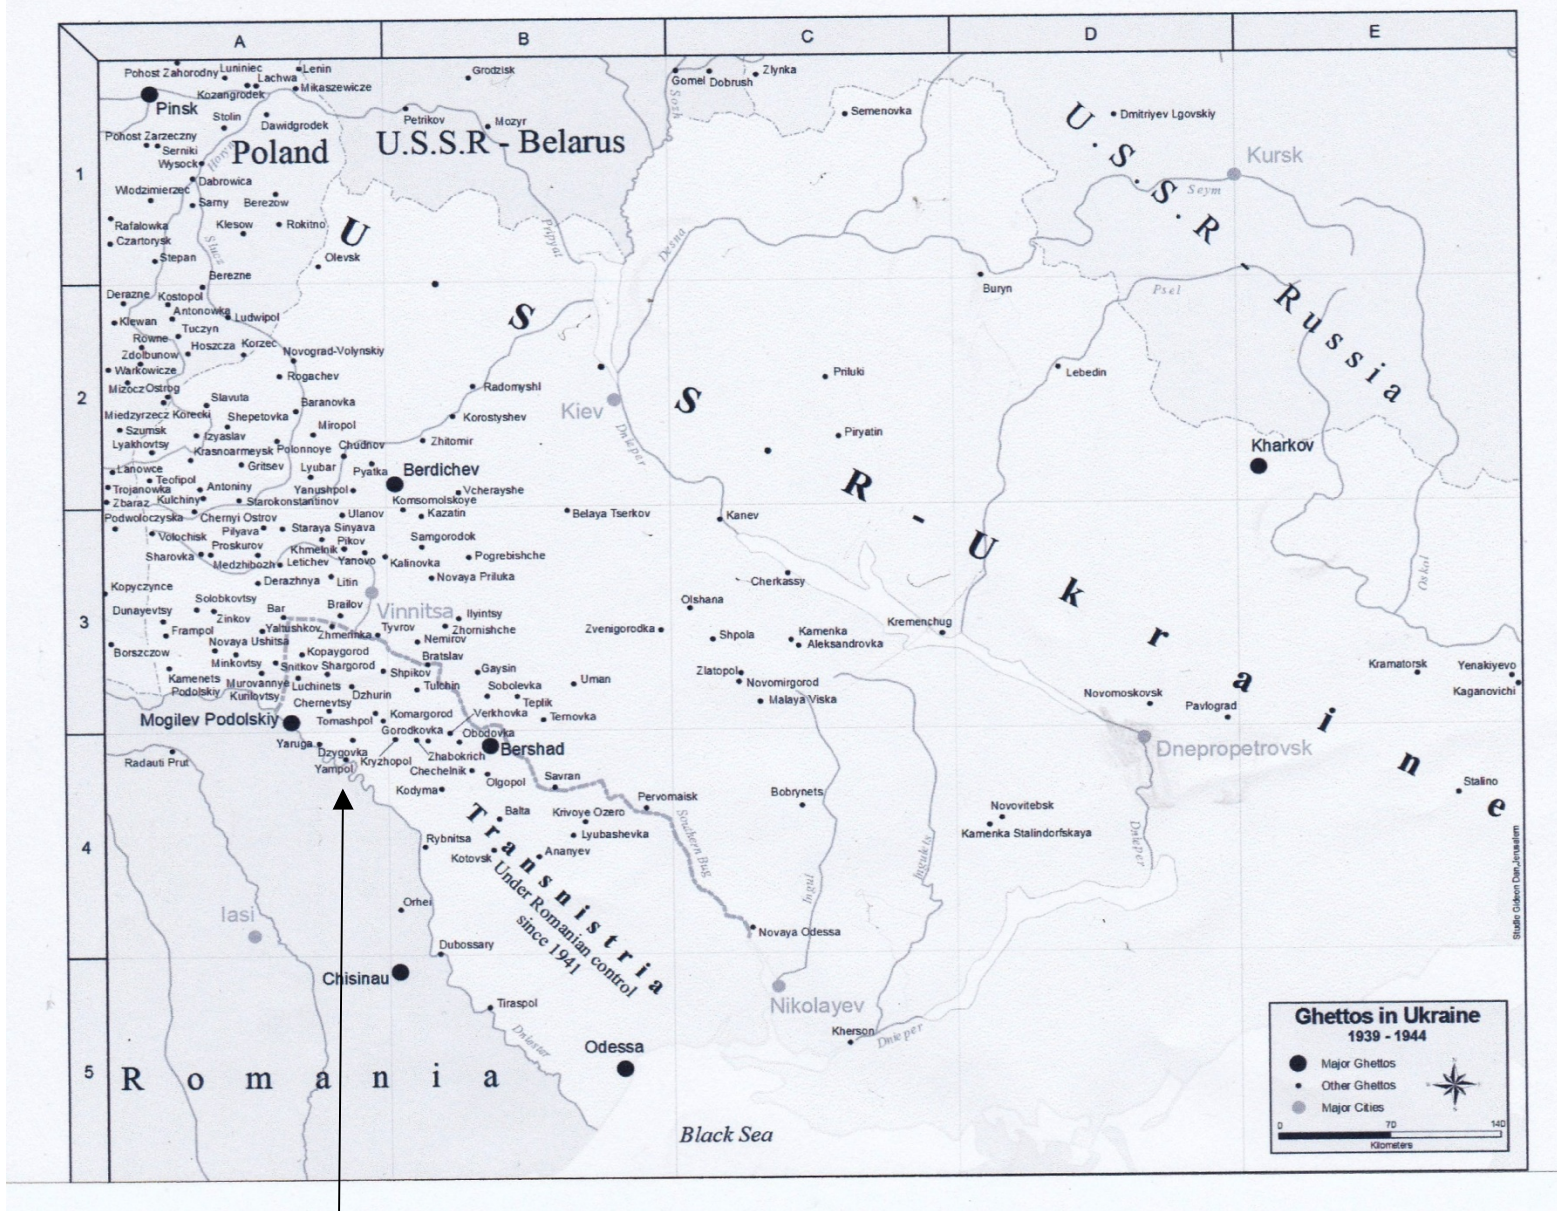 A
B
C
D
E
1
2
3
4
5
Pohost Zahorodny
Luniniec
Lenin
Lachwa
Kozangrodek
Mikaszewicze
Pinsk
Grodzisk
Gomel
Dobrush
Zlynka
Stolin
Dawidgrodek
Petrikov
Mozyr
Sozh
Semenovka
Dmitriyev Lgovskiy
Pohost Zarzeczny
Serniki
Wysock
Horyn
Poland
U.S.S.R - Belarus
U.S.S.R - Russia
Kursk
Seym
Dabrowica
Wlodzimierzec
Sarny
Berezow
Rafalowka
Klesow
Rokitno
Czartorysk
Slucz
Pripyat
Desna
Stepan
Olevsk
Berezne
Buryn
Psel
U S S R - Ukraine
Derazne
Kostopol
Antonowka
Klewan
Ludwipol
Tuczyn
Rowne
Hoszcza
Korzec
Zdolbunow
Novograd-Volynskiy
Warkowicze
Rogachev
Mizocz
Ostrog
Radomyshl
Priluki
Lebedin
Slavuta
Baranovka
Miedzyrzec Korecki
Shepetovka
Korostyshev
Kiev
Dnieper
Szumsk
Izyaslav
Miropol
Lyakhovtsy
Krasnoarmeysk
Polonnoye
Chudnov
Zhitomir
Piryatin
Kharkov
Lanowce
Gritsev
Lyubar
Pyatka
Berdichev
Teofipol
Trojanowka
Antoniny
Yanushpol
Vcherayshe
Zbaraz
Kulchiny
Starokonstantinov
Komsomolskoye
Podwoloczyska
Chernyi Ostrov
Ulanov
Kazatin
Belaya Tserkov
Kanev
Pilyava
Staraya Sinyava
Volochisk
Proskurov
Pikov
Samgorodok
Khmelnik
Sharovka
Medzhibozh
Letichev
Yanovo
Kalinovka
Pogrebishche
Derazhnya
Litin
Novaya Priluka
Cherkassy
Oskol
Kopyczynce
Solobkovtsy
Bar
Brailov
Vinnitsa
Olshana
Dunayevtsy
Zinkov
Ilyintsy
Yaltushkov
Zhmerinka
Tyvrov
Zhornishche
Zvenigorodka
Kremenchug
Frampol
Novaya Ushitsa
Nemirov
Shpola
Kamenka
Aleksandrovka
Borszczow
Kopaygorod
Minkovtsy
Snitkov
Shargorod
Bratslav
Kamenets
Podolskiy
Murovannye
Kurilovtsy
Luchinets
Shpikov
Gaysin
Zlatopol
Kramatorsk
Yenakiyevo
Dzhurin
Tulchin
Sobolevka
Uman
Novomirgorod
Kaganovichi
Chernevtsy
Teplik
Malaya Viska
Novomoskovsk
Pavlograd
Mogilev Podolskiy
Tomashpol
Komargorod
Verkhovka
Ternovka
Gorodkovka
Obodovka
Bershad
Dnepropetrovsk
Yaruga
Dzygovka
Kryzhopol
Zhabokrich
Radauti Prut
Yampol
Chechelnik
Olgopol
Savran
Kodyma
Pervomaisk
Bobrynets
Stalino
Balta
Krivoye Ozero
Novovitebsk
Kamenka Stalindorfskaya
Lyubashevka
Rybnitsa
Kotovsk
Ananyev
Southern Bug
Ingul
Ingulets
Dnieper
Transnistria
Under Romanian control
since 1941
Orhei
Iasi
Novaya Odessa
Dubossary
Chisinau
Nikolayev
Tiraspol
Dniester
Kherson
Dnieper
Odessa
Romania
Black Sea
Studio Gideon Dan, Jerusalem
Ghettos in Ukraine
1939 - 1944
Major Ghettos
Other Ghettos
Major Cities
0 70 140
Kilometers